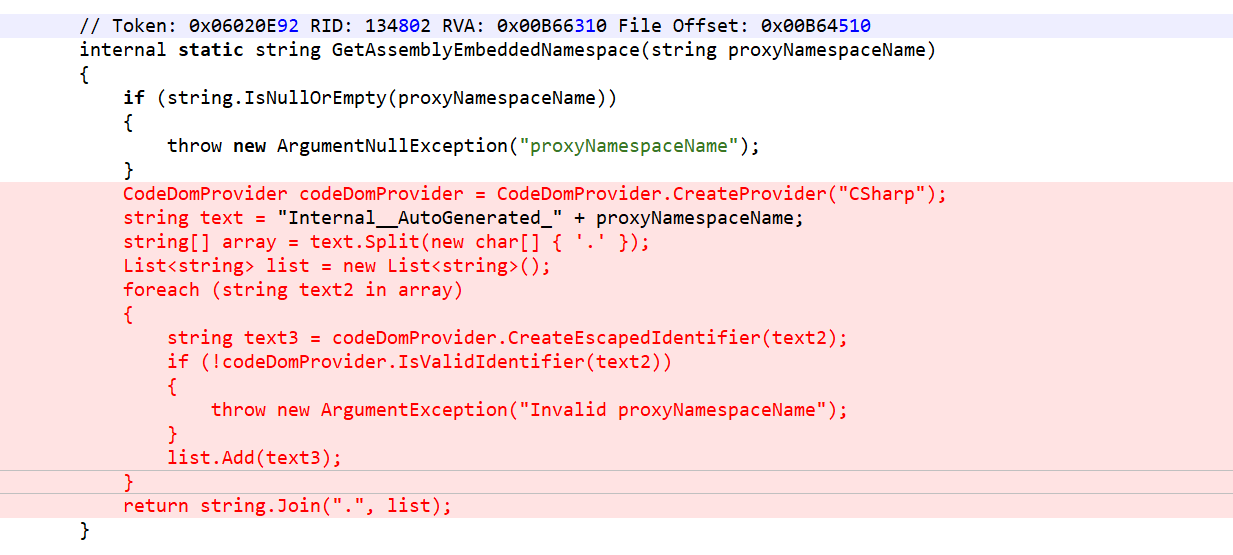 // Token: 0x06020E92 RID: 134802 RVA: 0x00B66310 File Offset: 0x00B64510
internal static string GetAssemblyEmbeddedNamespace(string proxyNamespaceName)
{
if (string.IsNullOrEmpty(proxyNamespaceName))
{
throw new ArgumentNullException("proxyNamespaceName");
}
CodeDomProvider codeDomProvider = CodeDomProvider.CreateProvider("CSharp");
string text = "Internal__AutoGenerated_" + proxyNamespaceName;
string[] array = text.Split(new char[] { '.' });
List<string> list = new List<string>();
foreach (string text2 in array)
{
string text3 = codeDomProvider.CreateEscapedIdentifier(text2);
if (!codeDomProvider.IsValidIdentifier(text2))
{
throw new ArgumentException("Invalid proxyNamespaceName");
}
list.Add(text3);
}
return string.Join(".", list);
}